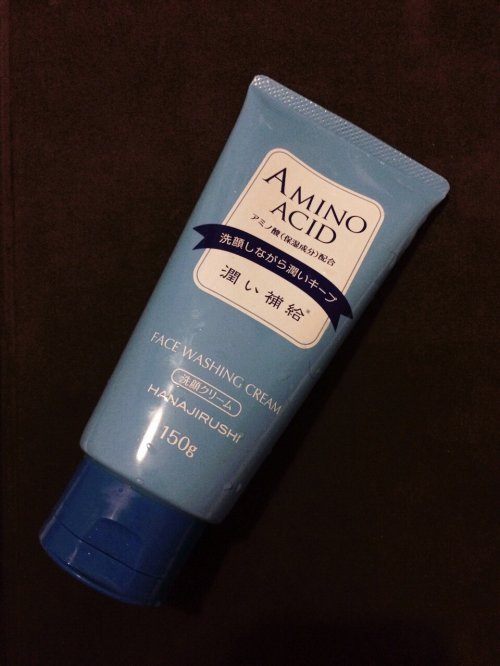 AMINO
ACID
アミノ酸(保湿成分)配合
洗顔しながら潤いキープ
潤い補給※
FACE WASHING CREAM
洗顔クリーム
HANAJIRUSHI
150g